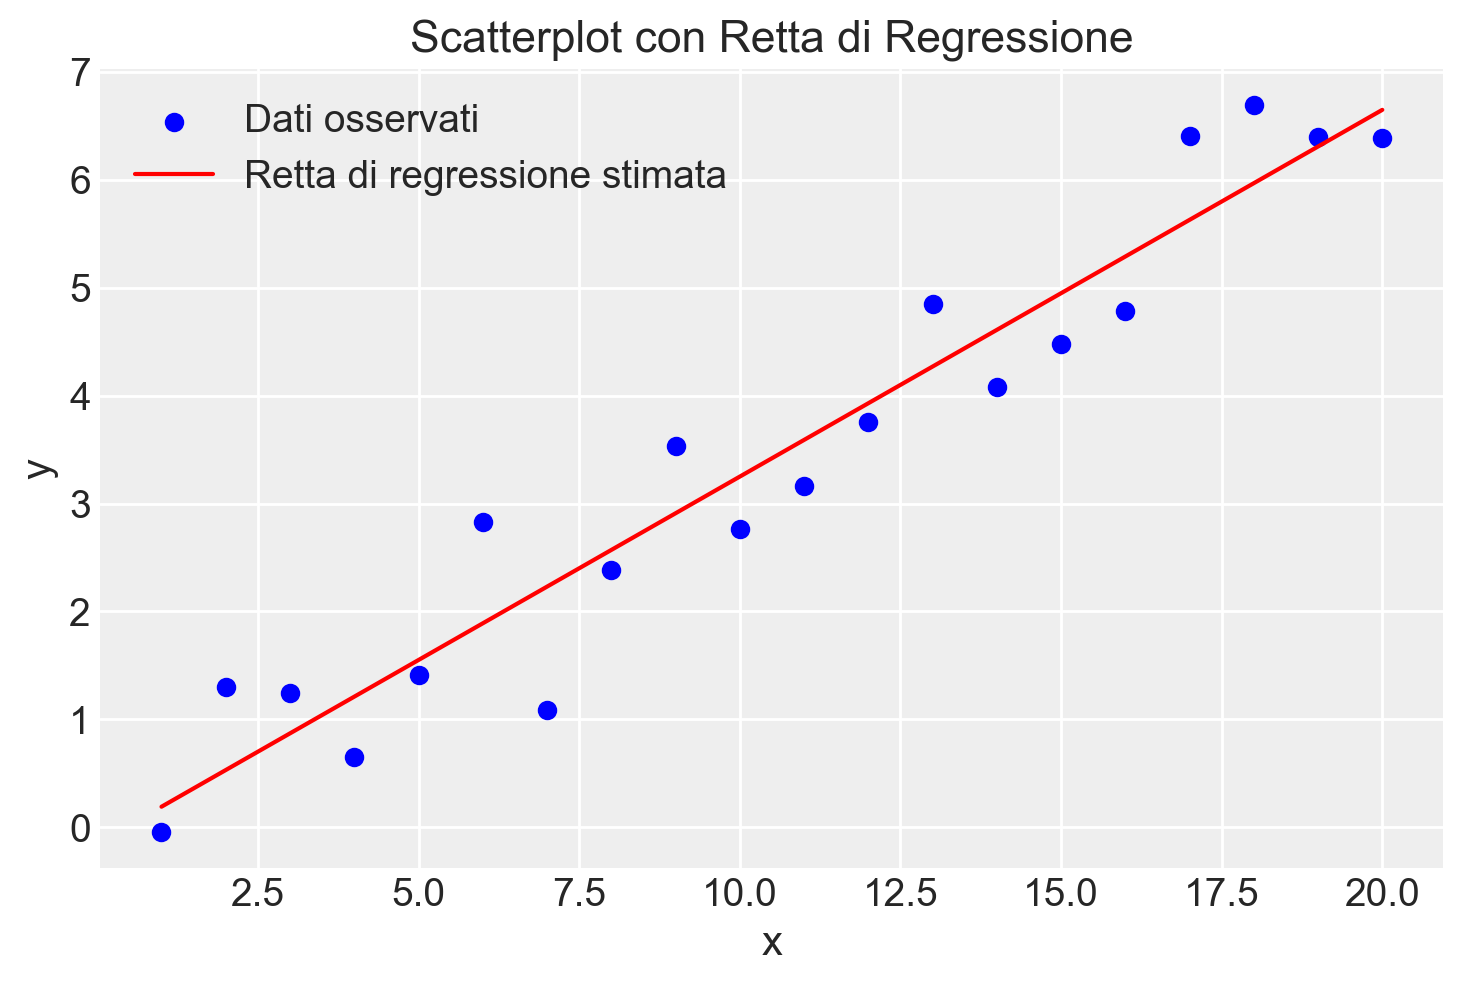 Scatterplot con Retta di Regressione
Dati osservati
Retta di regressione stimata
7
6
5
4
3
2
1
0
y
2.5 5.0 7.5 10.0 12.5 15.0 17.5 20.0
x